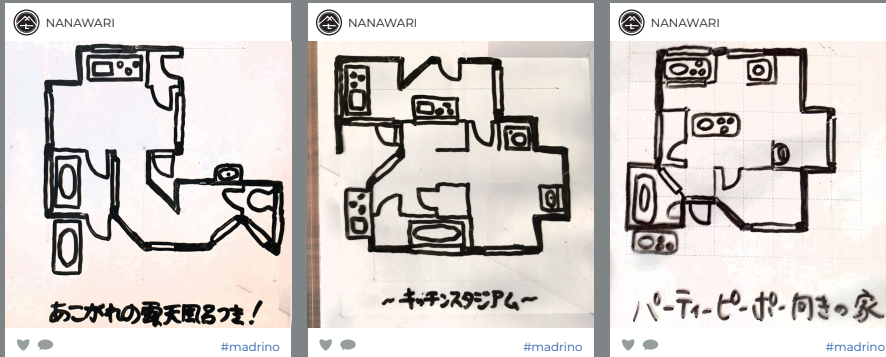 NANAWARI
NANAWARI
NANAWARI
あこがれの露天風呂つき!
～キッチンスタジアム～
パーティーピーポー向きの家
#madrino
#madrino
#madrino